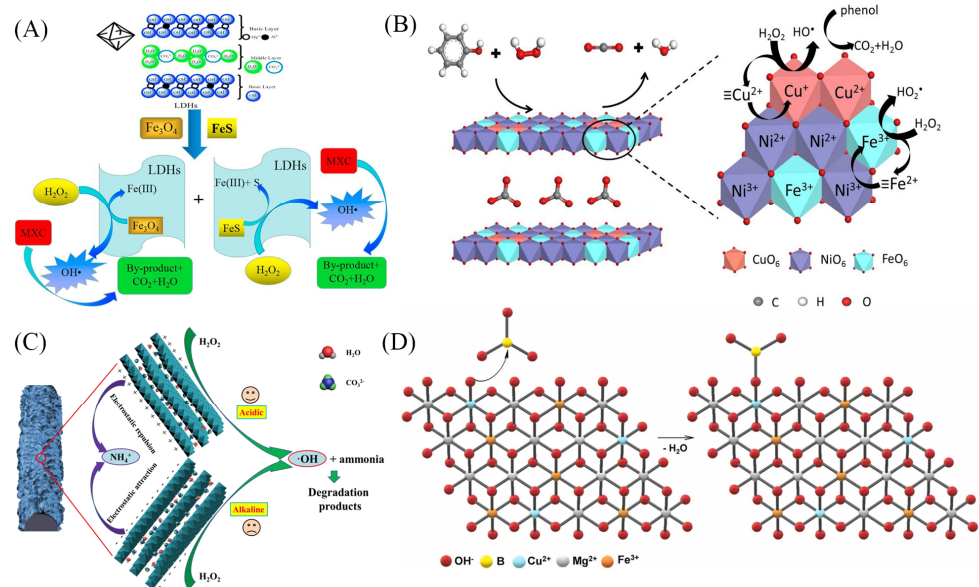 (A)
Basic Layer
Mg²⁺ Al³⁺
Middle Layer
CO₃²⁻
Basic Layer
LDHs
Fe₃O₄
FeS
LDHs
Fe(III)
H₂O₂
Fe₃O₄
MXC
OH•
By-product+
CO₂+H₂O
+
LDHs
Fe(III)+ S
FeS
H₂O₂
MXC
OH•
By-product+
CO₂+H₂O
(B)
+
+
phenol
H₂O₂
HO•
CO₂+H₂O
≡Cu²⁺
Cu⁺
Cu²⁺
HO₂•
Ni²⁺
Ni²⁺
Fe³⁺
H₂O₂
≡Fe²⁺
Ni³⁺
Fe³⁺
Ni³⁺
CuO₆
NiO₆
FeO₆
C
H
O
(C)
H₂O₂
H₂O
CO₃²⁻
Acidic
Electrostatic repulsion
NH₄⁺
Electrostatic attraction
·OH + ammonia
Degradation
products
Alkaline
H₂O₂
(D)
- H₂O
OH⁻
B
Cu²⁺
Mg²⁺
Fe³⁺